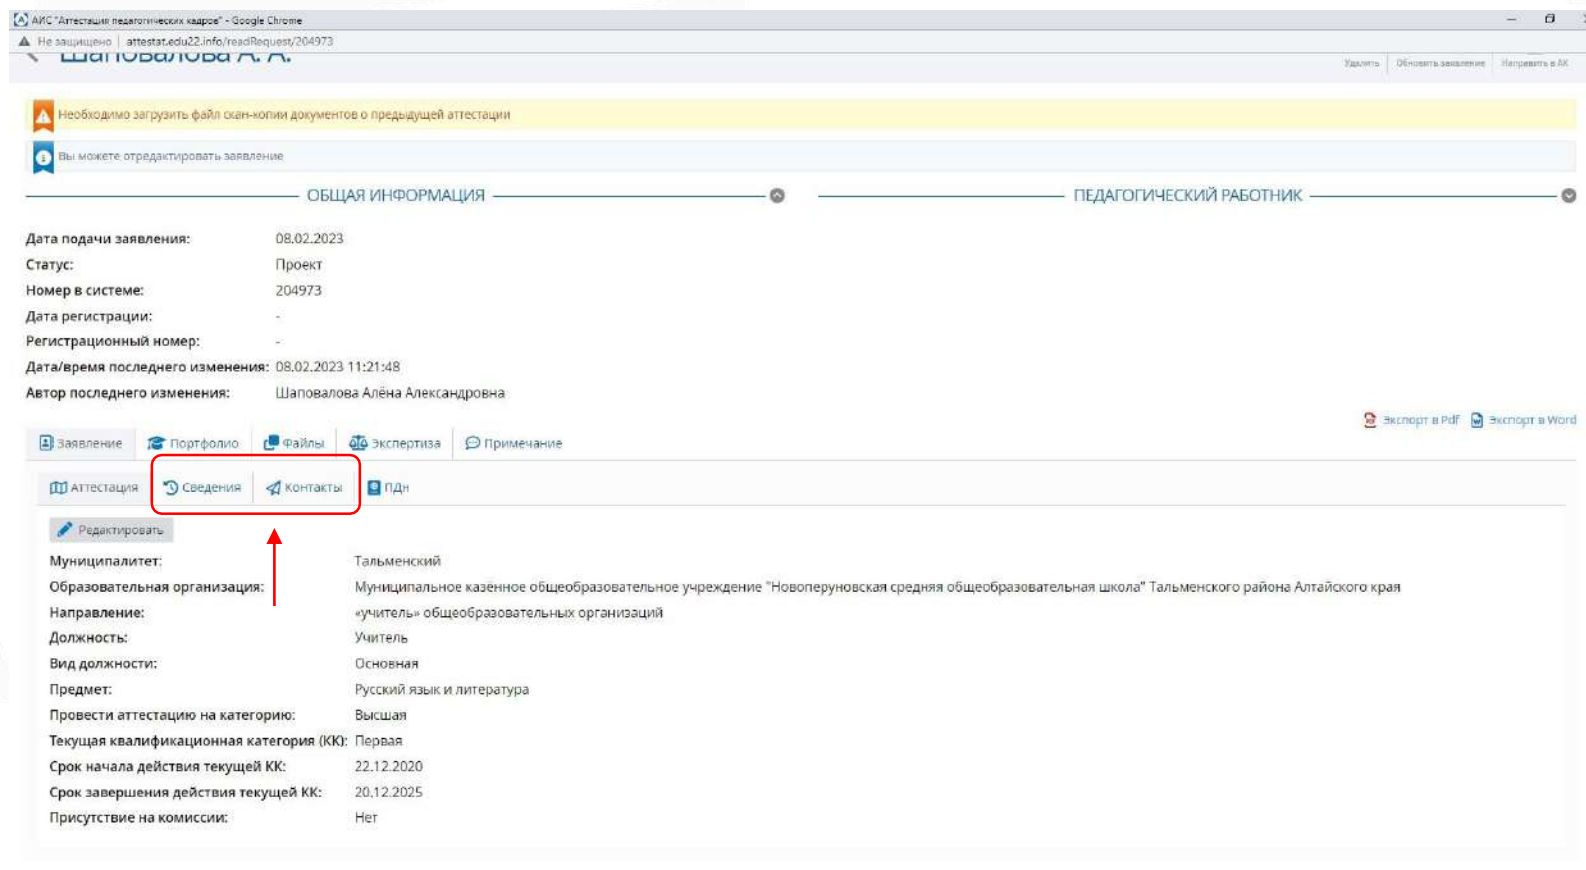 АИС "Аттестация педагогических кадров" - Google Chrome
Не защищено | attestat.edu22.info/readRequest/204973
Шаповалова А. А.
Удалить Обновить заявление Направить в АК
Необходимо загрузить файл скан-копии документов о предыдущей аттестации
Вы можете отредактировать заявление
ОБЩАЯ ИНФОРМАЦИЯ ПЕДАГОГИЧЕСКИЙ РАБОТНИК
Дата подачи заявления: 08.02.2023
Статус: Проект
Номер в системе: 204973
Дата регистрации: -
Регистрационный номер: -
Дата/время последнего изменения: 08.02.2023 11:21:48
Автор последнего изменения: Шаповалова Алёна Александровна
Экспорт в Pdf Экспорт в Word
Заявление Портфолио Файлы Экспертиза Примечание
Аттестация Сведения Контакты ПДн
Редактировать
Муниципалитет: Тальменский
Образовательная организация: Муниципальное казённое общеобразовательное учреждение "Новоперуновская средняя общеобразовательная школа" Тальменского района Алтайского края
Направление: «учитель» общеобразовательных организаций
Должность: Учитель
Вид должности: Основная
Предмет: Русский язык и литература
Провести аттестацию на категорию: Высшая
Текущая квалификационная категория (КК): Первая
Срок начала действия текущей КК: 22.12.2020
Срок завершения действия текущей КК: 20.12.2025
Присутствие на комиссии: Нет